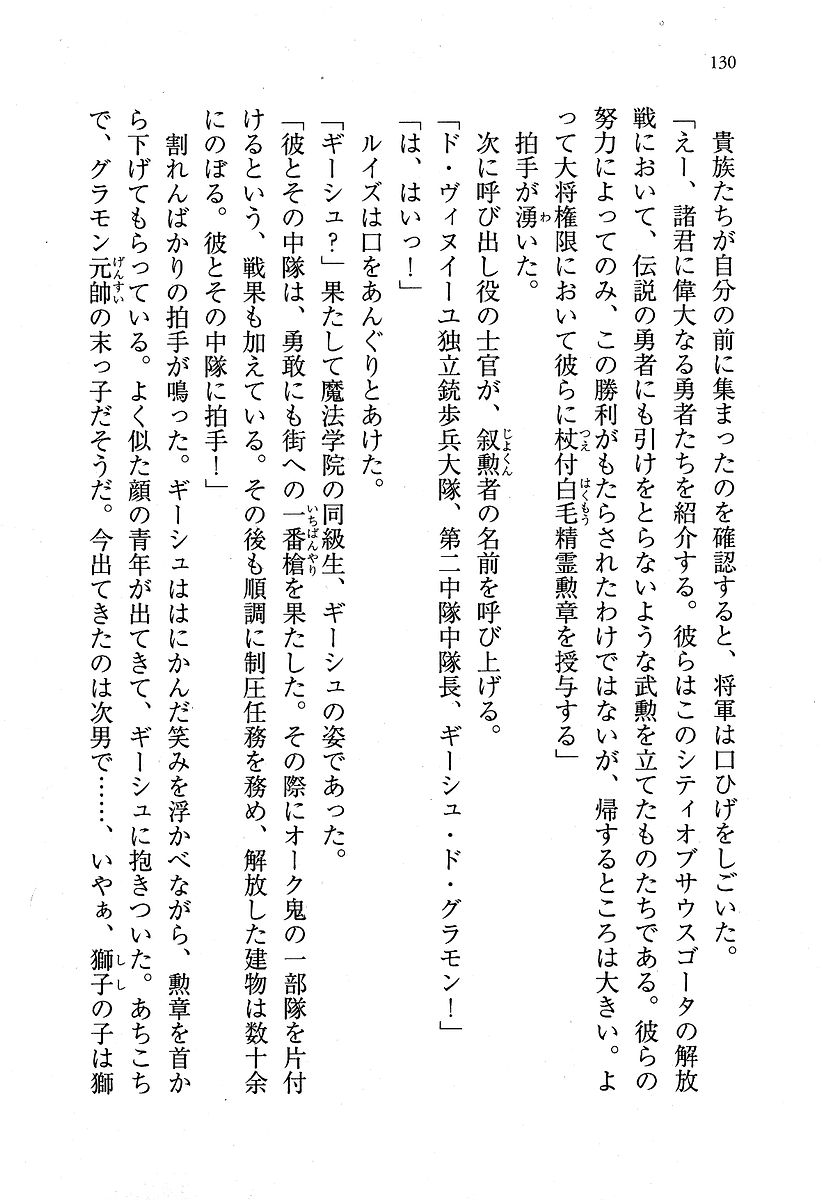 130
貴族たちが自分の前に集まったのを確認すると、将軍は口ひげをしごいた。
「えー、諸君に偉大なる勇者たちを紹介する。彼らはこのシティオブサウスゴータの解放
戦において、伝説の勇者にも引けをとらないような武勲を立てたものたちである。彼らの
努力によってのみ、この勝利がもたらされたわけではないが、帰するところは大きい。よ
って大将権限において彼らに杖付白毛精霊勲章を授与する」
拍手が湧いた。
次に呼び出し役の士官が、叙勲者の名前を呼び上げる。
「ド・ヴィヌイーユ独立銃歩兵大隊、第二中隊中隊長、ギーシュ・ド・グラモン！」
「は、はいっ！」
ルイズは口をあんぐりとあけた。
「ギーシュ？」果たして魔法学院の同級生、ギーシュの姿であった。
「彼とその中隊は、勇敢にも街への一番槍を果たした。その際にオーク鬼の一部隊を片付
けるという、戦果も加えている。その後も順調に制圧任務を務め、解放した建物は数十余
にのぼる。彼とその中隊に拍手！」
割れんばかりの拍手が鳴った。ギーシュははにかんだ笑みを浮かべながら、勲章を首か
ら下げてもらっている。よく似た顔の青年が出てきて、ギーシュに抱きついた。あちこち
で、グラモン元帥の末っ子だそうだ。今出てきたのは次男で……、いやぁ、獅子の子は獅